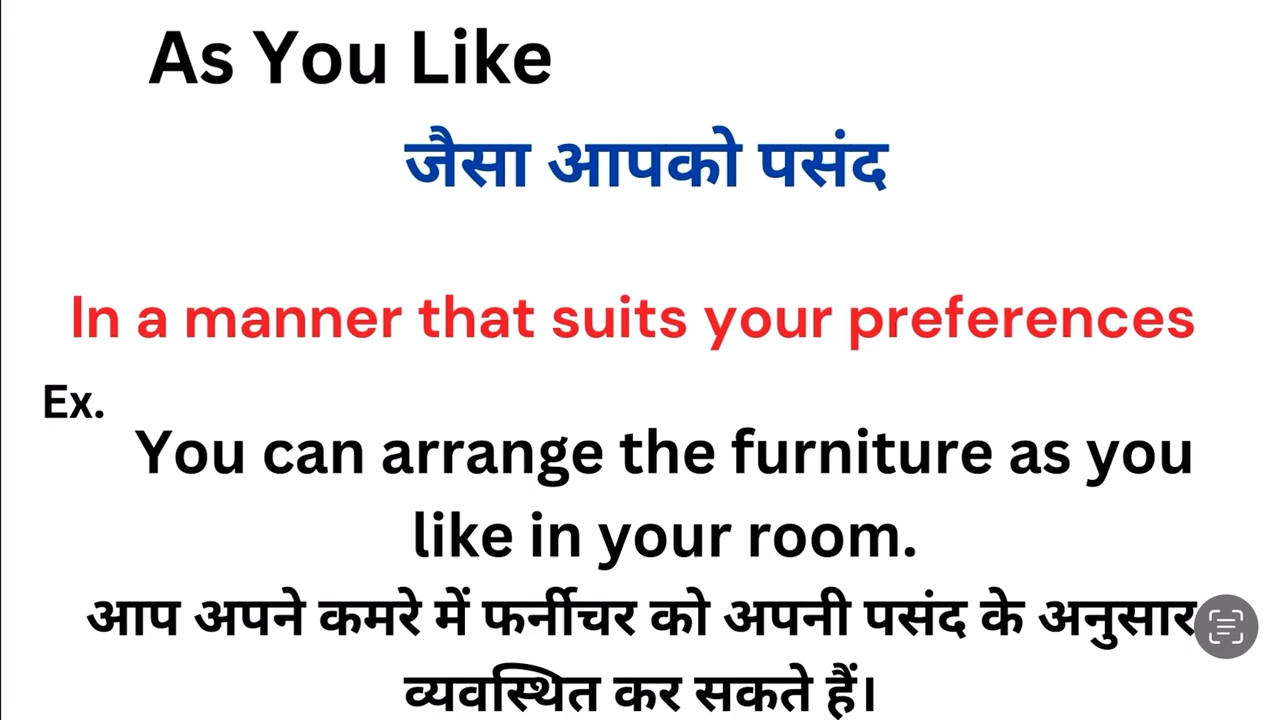 As You Like
जैसा आपको पसंद
In a manner that suits your preferences
Ex.
You can arrange the furniture as you
like in your room.
आप अपने कमरे में फर्नीचर को अपनी पसंद के अनुसार
व्यवस्थित कर सकते हैं।